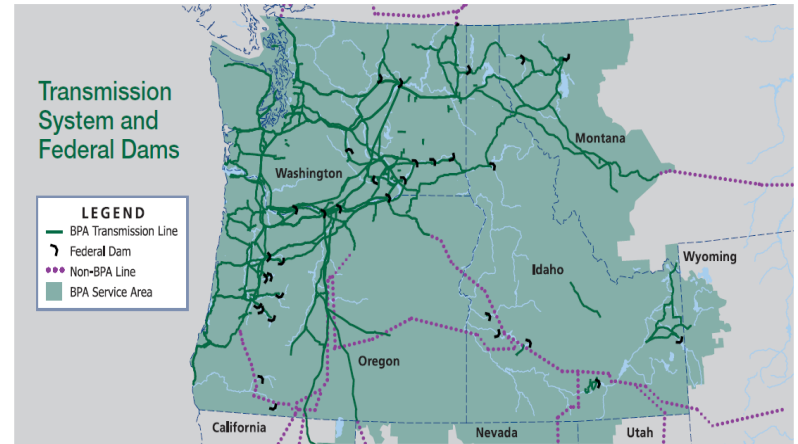 Transmission
System and
Federal Dams
LEGEND
BPA Transmission Line
Federal Dam
Non-BPA Line
BPA Service Area
Washington
Montana
Idaho
Wyoming
Oregon
California
Nevada
Utah